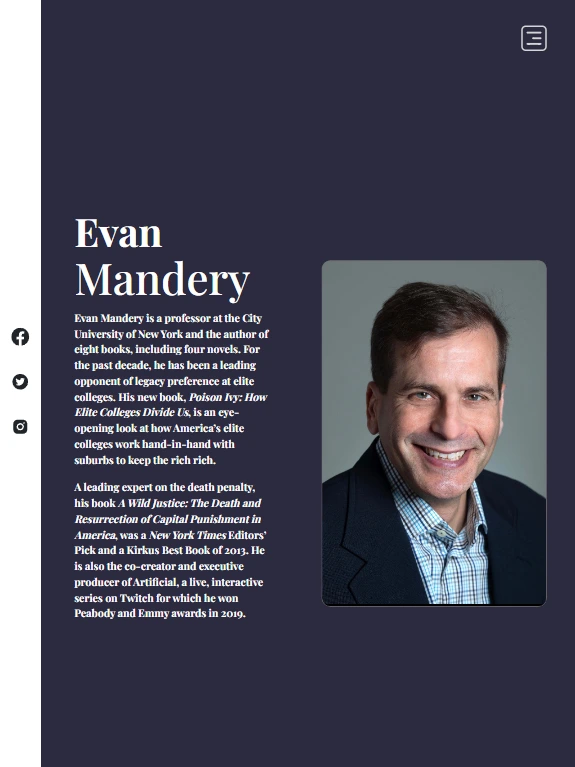 Evan
Mandery
Evan Mandery is a professor at the City
University of New York and the author of
eight books, including four novels. For
the past decade, he has been a leading
opponent of legacy preference at elite
colleges. His new book, Poison Ivy: How
Elite Colleges Divide Us, is an eye-
opening look at how America's elite
colleges work hand-in-hand with
suburbs to keep the rich rich.
A leading expert on the death penalty,
his book A Wild Justice: The Death and
Resurrection of Capital Punishment in
America, was a New York Times Editors'
Pick and a Kirkus Best Book of 2013. He
is also the co-creator and executive
producer of Artificial, a live, interactive
series on Twitch for which he won
Peabody and Emmy awards in 2019.